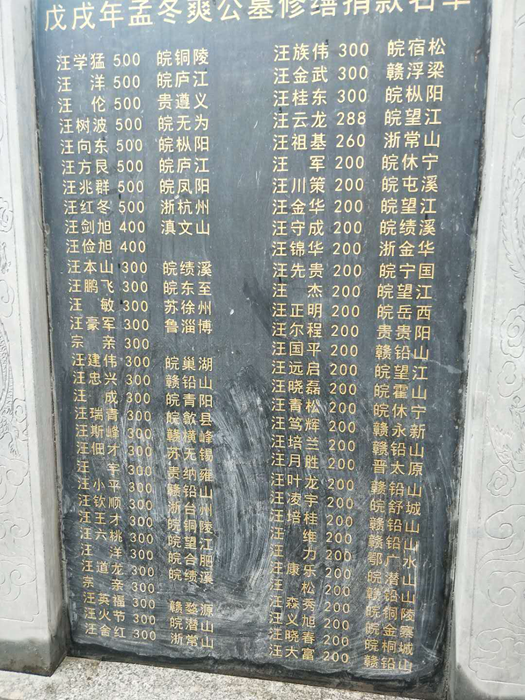 戊戌年孟冬爽公墓修缮捐款名单
汪学猛 500 皖铜陵
汪洋 500 皖庐江
汪伦 500 贵遵义
汪树波 500 皖无为
汪向东 500 皖枞阳
汪方艮 500 皖庐江
汪兆群 500 皖凤阳
汪红冬 500 浙杭州
汪剑旭 400 滇文山
汪俭旭 400
汪本山 300 皖绩溪
汪鹏飞 300 皖东至
汪敏 300 苏徐州
汪豪军 300 鲁淄博
宗亲 300
汪建伟 300 皖巢湖
汪忠兴 300 赣铅山
汪成 300 皖青阳
汪瑞青 300 皖歙县
汪斯峰 300 赣横峰
汪佃才 300 苏无锡
汪军 300 贵纳雍
汪小平 300 赣铅山
汪钦顺 300 浙台州
汪王才 300 皖铜陵
汪六姚 300 皖望江
汪洋 300 皖合肥
汪道龙 300 皖绩溪
宗亲 300
汪英福 300 赣婺源
汪火节 300 皖潜山
汪舍红 300 浙常山
汪族伟 300 皖宿松
汪金武 300 赣浮梁
汪桂东 300 皖枞阳
汪云龙 288 皖望江
汪祖基 260 浙常山
汪军 200 皖休宁
汪川策 200 皖屯溪
汪金华 200 皖望江
汪守成 200 皖绩溪
汪锦华 200 浙金华
汪先贵 200 皖宁国
汪杰 200 皖望江
汪正明 200 皖岳西
汪尔程 200 贵贵阳
汪国平 200 赣铅山
汪远启 200 皖望江
汪晓磊 200 皖霍山
汪青松 200 皖休宁
汪笃辉 200 赣永新
汪培兰 200 赣铅山
汪月胜 200 晋太原
汪叶龙 200 赣铅山
汪凌宇 200 皖舒城
汪培桂 200 赣铅山
汪维 200 赣铅山
汪力 200 鄂广水
汪康乐 200 皖潜山
汪松 200 赣铅山
汪森秀 200 皖铜陵
汪义旭 200 皖金寨
汪晓春 200 皖桐城
汪大富 200 赣铅山